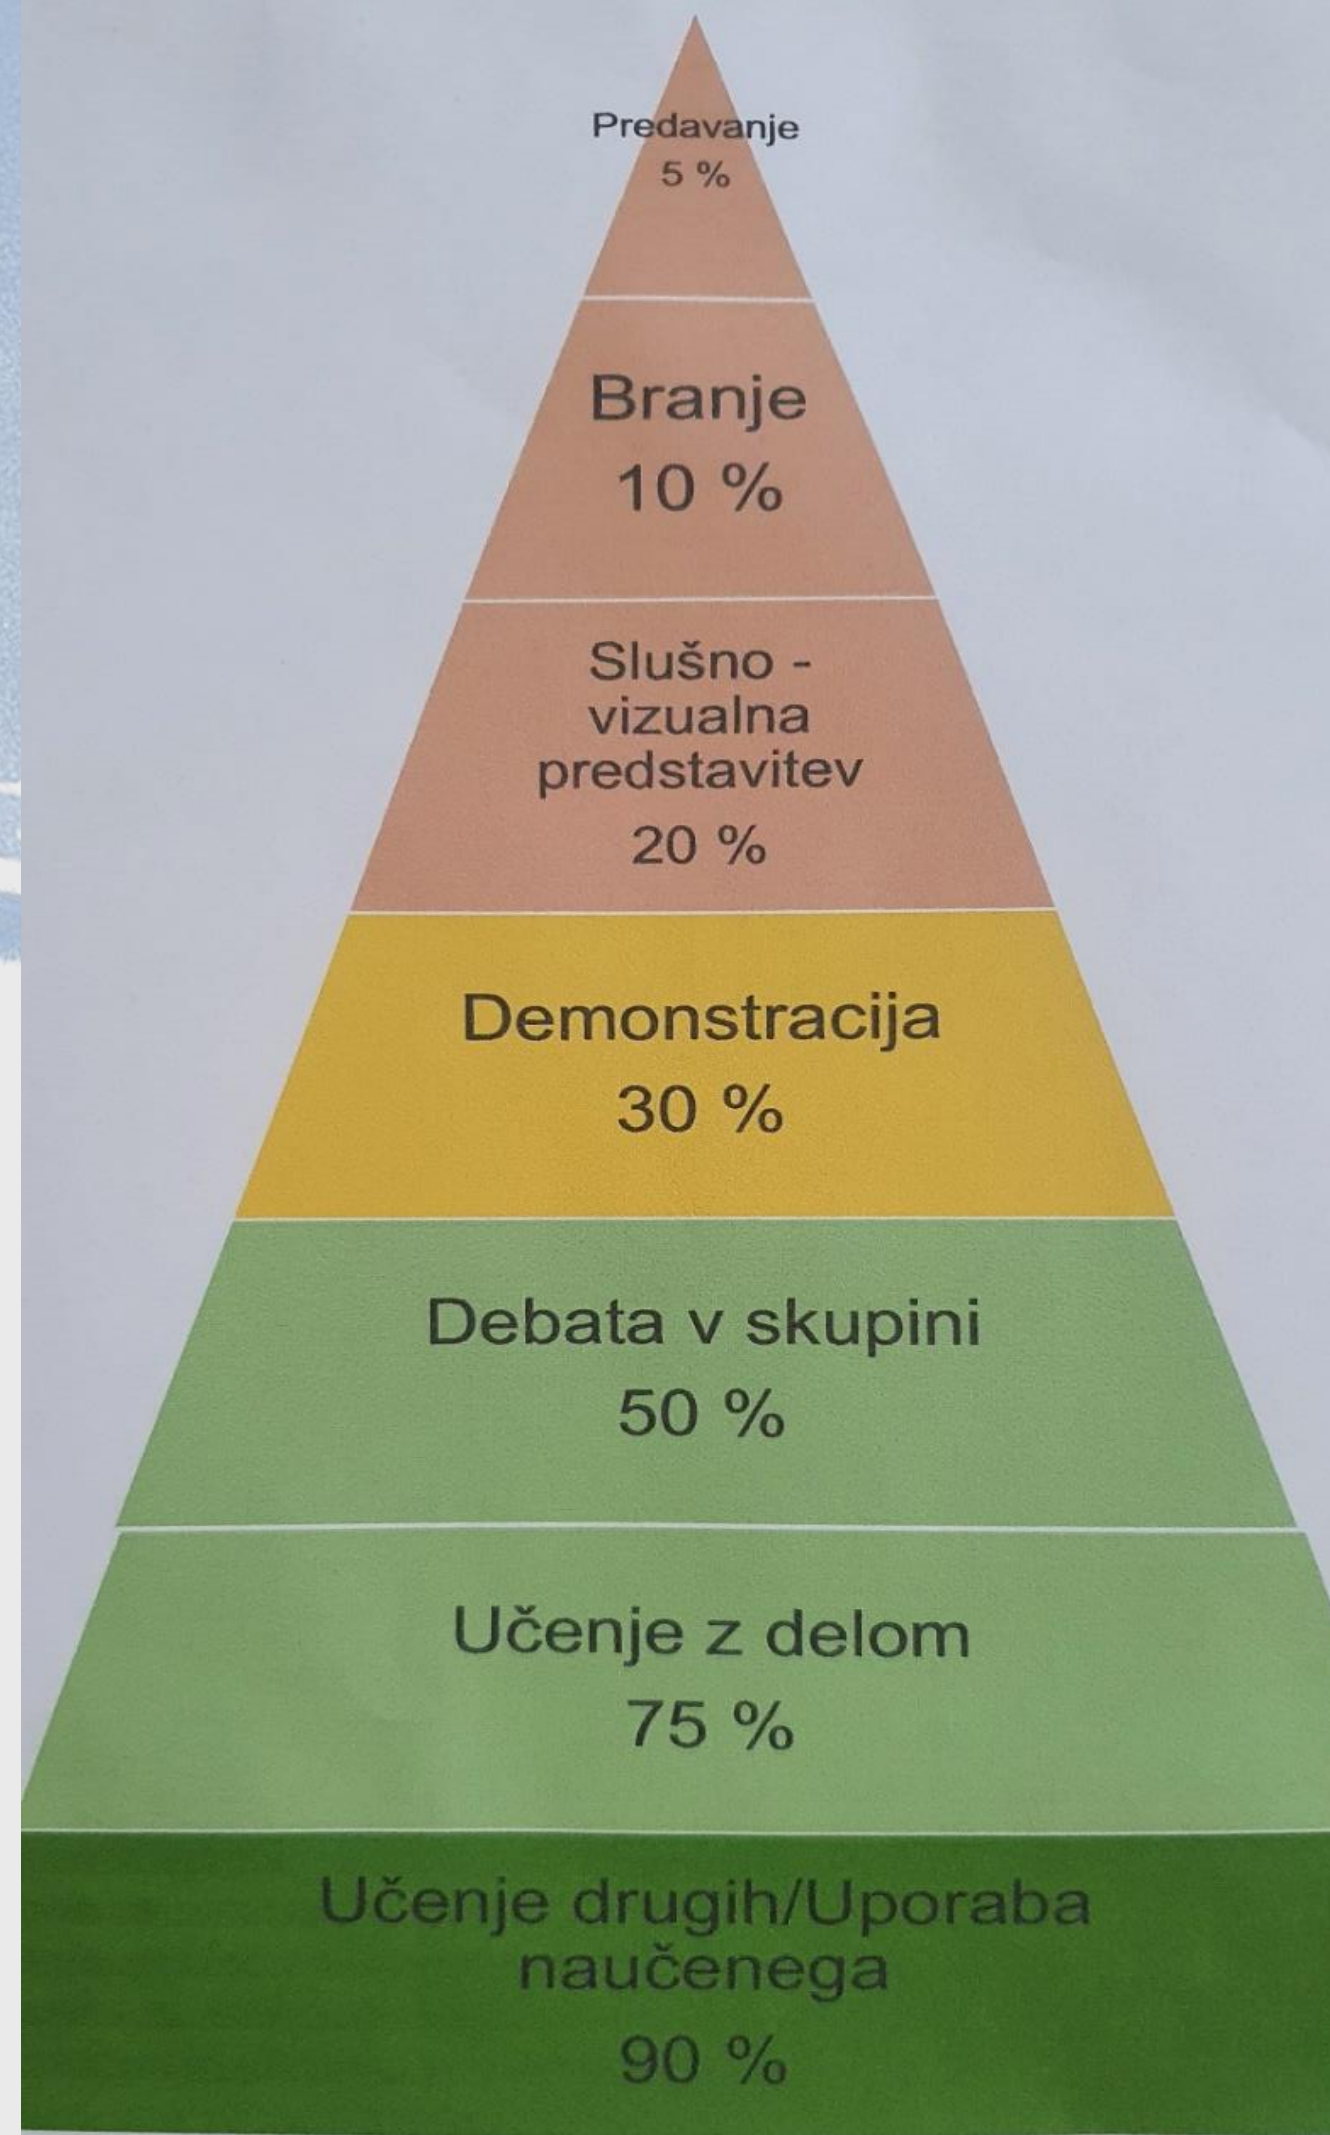 Predavanje
5 %
Branje
10 %
Slušno -
vizualna
predstavitev
20 %
Demonstracija
30 %
Debata v skupini
50 %
Učenje z delom
75 %
Učenje drugih/Uporaba
naučenega
90 %